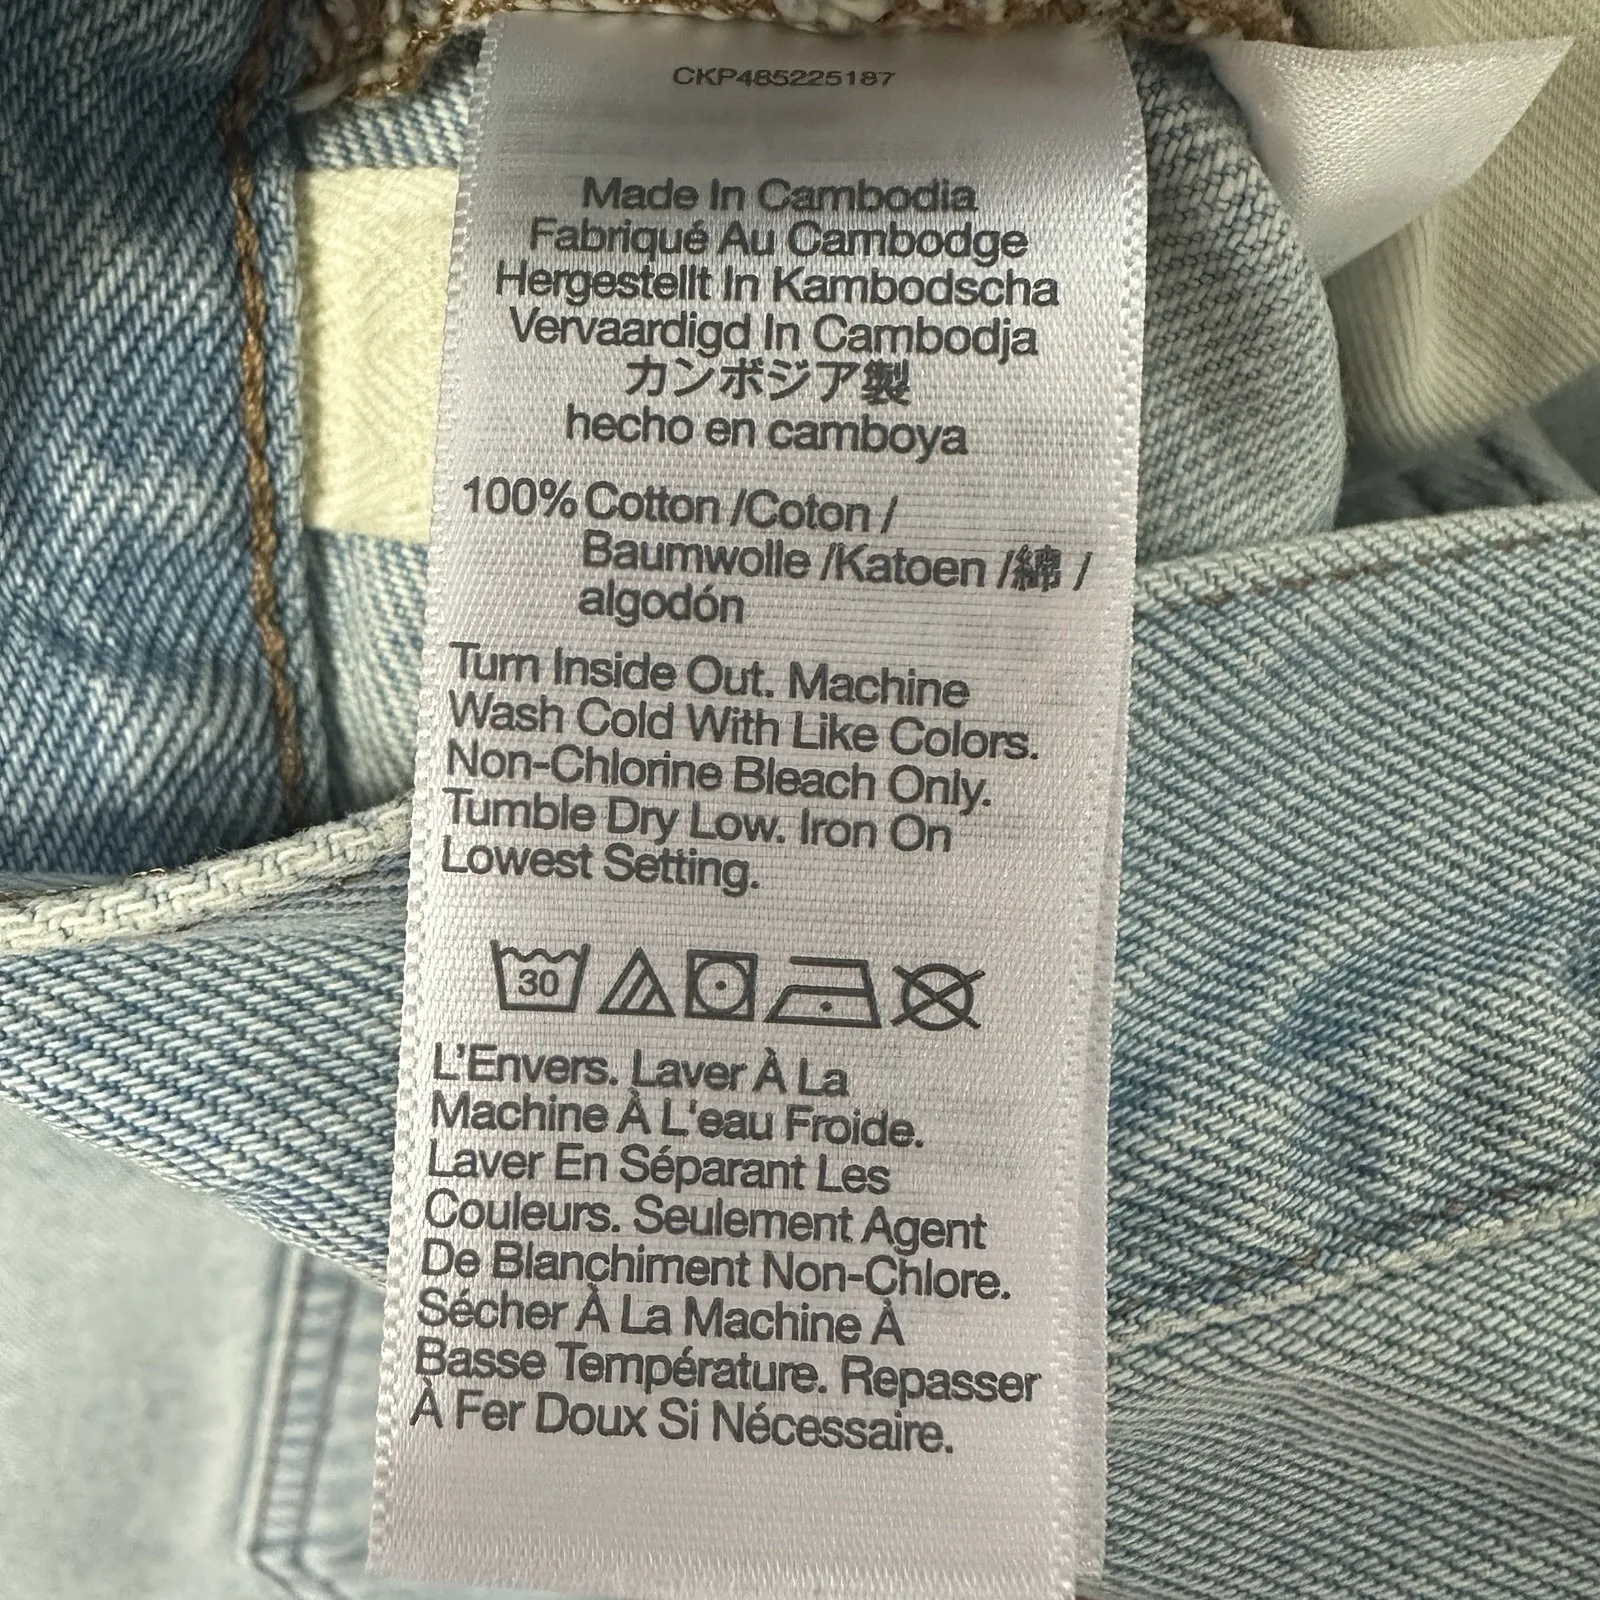 CKP485225187
Made In Cambodia
Fabriqué Au Cambodge
Hergestellt In Kambodscha
Vervaardigd In Cambodja
カンボジア製
hecho en camboya
100% Cotton /Coton /
Baumwolle /Katoen /綿 /
algodón
Turn Inside Out. Machine
Wash Cold With Like Colors.
Non-Chlorine Bleach Only.
Tumble Dry Low. Iron On
Lowest Setting.
30
L'Envers. Laver À La
Machine À L'eau Froide.
Laver En Séparant Les
Couleurs. Seulement Agent
De Blanchiment Non-Chlore.
Sécher À La Machine À
Basse Température. Repasser
À Fer Doux Si Nécessaire.